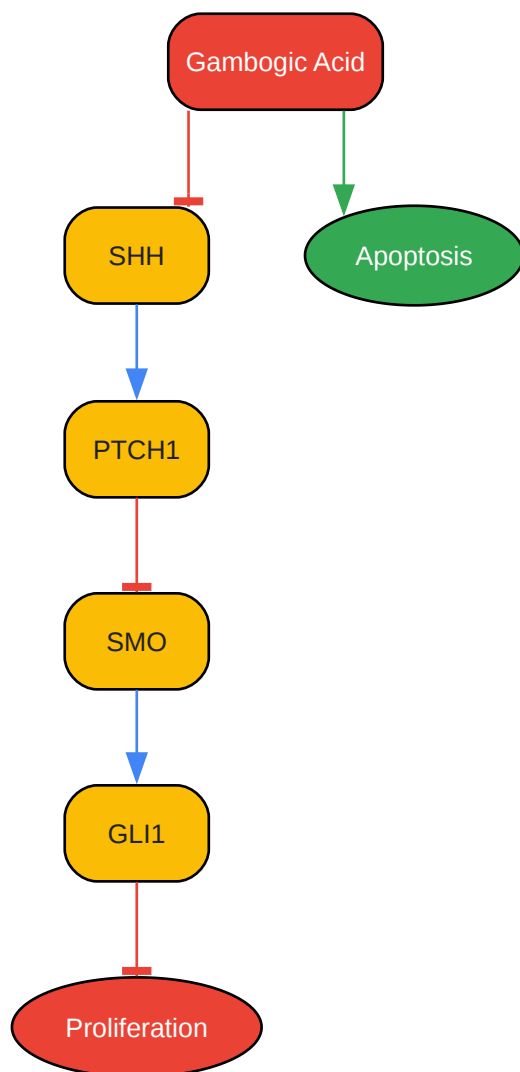 Gambogic Acid
SHH
Apoptosis
PTCH1
SMO
GLI1
Proliferation